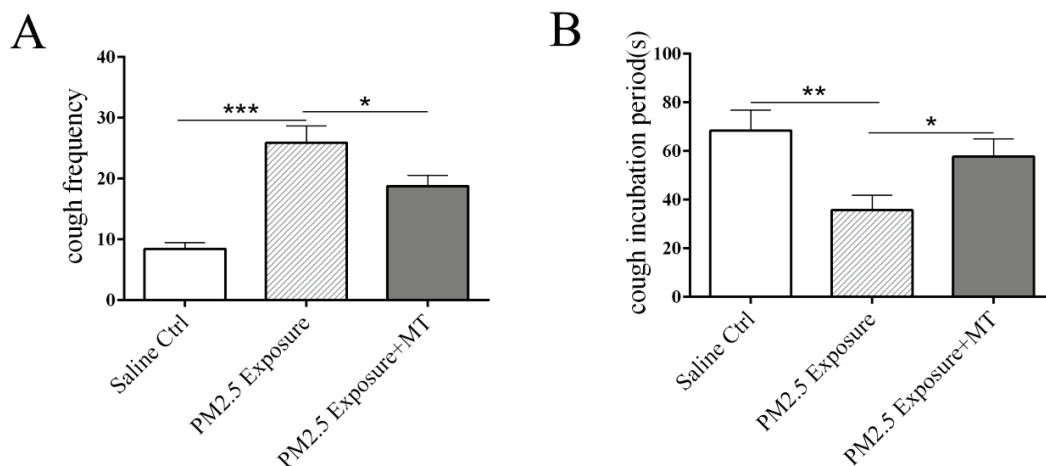 A
cough frequency
40
30
20
10
0
***
*
Saline Ctrl
PM2.5 Exposure
PM2.5 Exposure+MT
B
cough incubation period(s)
100
80
60
40
20
0
**
*
Saline Ctrl
PM2.5 Exposure
PM2.5 Exposure+MT